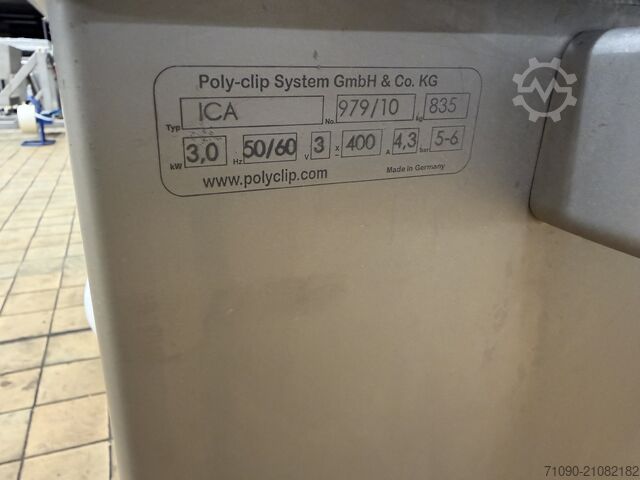 Poly-clip System GmbH & Co. KG
Typ ICA No. 979/10 kg 835
kW 3,0 Hz 50/60 V 3 x ~ 400 A 4,3 bar 5-6
www.polyclip.com Made in Germany
71090-21082182